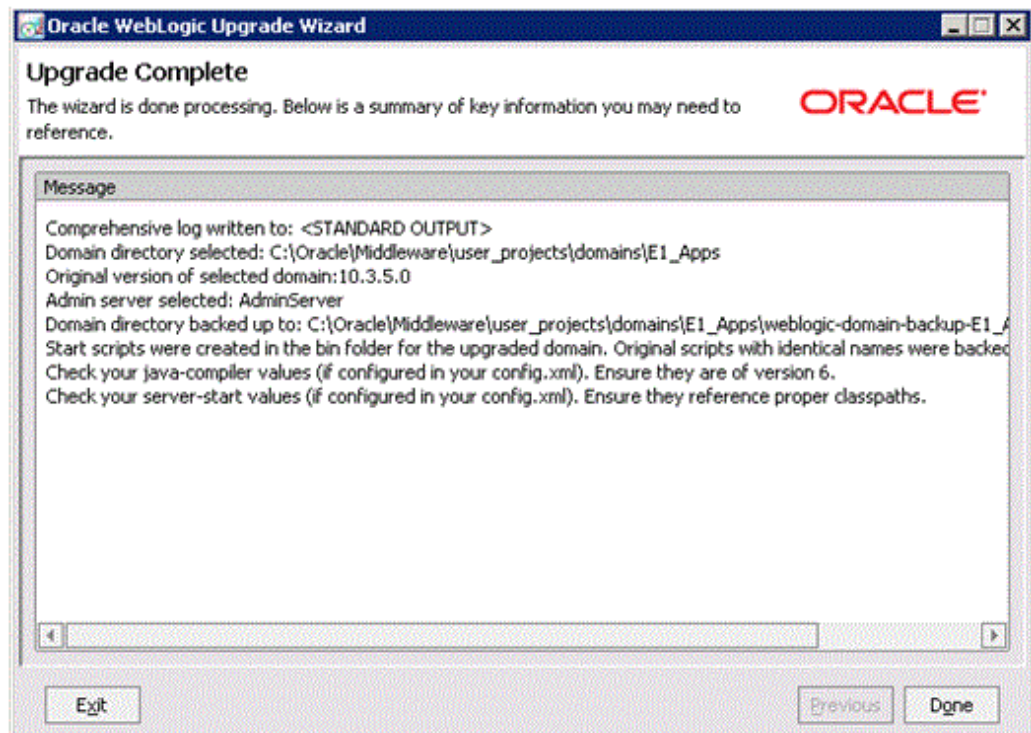 Oracle WebLogic Upgrade Wizard
Upgrade Complete
The wizard is done processing. Below is a summary of key information you may need to
reference.
ORACLE
Message
Comprehensive log written to: <STANDARD OUTPUT>
Domain directory selected: C:\Oracle\Middleware\user_projects\domains\E1_Apps
Original version of selected domain:10.3.5.0
Admin server selected: AdminServer
Domain directory backed up to: C:\Oracle\Middleware\user_projects\domains\E1_Apps\weblogic-domain-backup-E1_A
Start scripts were created in the bin folder for the upgraded domain. Original scripts with identical names were backed
Check your java-compiler values (if configured in your config.xml). Ensure they are of version 6.
Check your server-start values (if configured in your config.xml). Ensure they reference proper classpaths.
Exit
Previous
Done